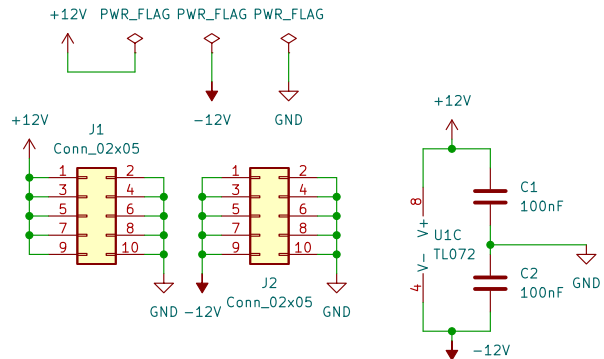 +12V PWR_FLAG PWR_FLAG PWR_FLAG
-12V GND
+12V
J1
Conn_02x05
1 2
3 4
5 6
7 8
9 10
GND
1 2
3 4
5 6
7 8
9 10
-12V
J2
Conn_02x05
GND
+12V
8
V+
U1C
TL072
V-
4
C1
100nF
GND
C2
100nF
-12V